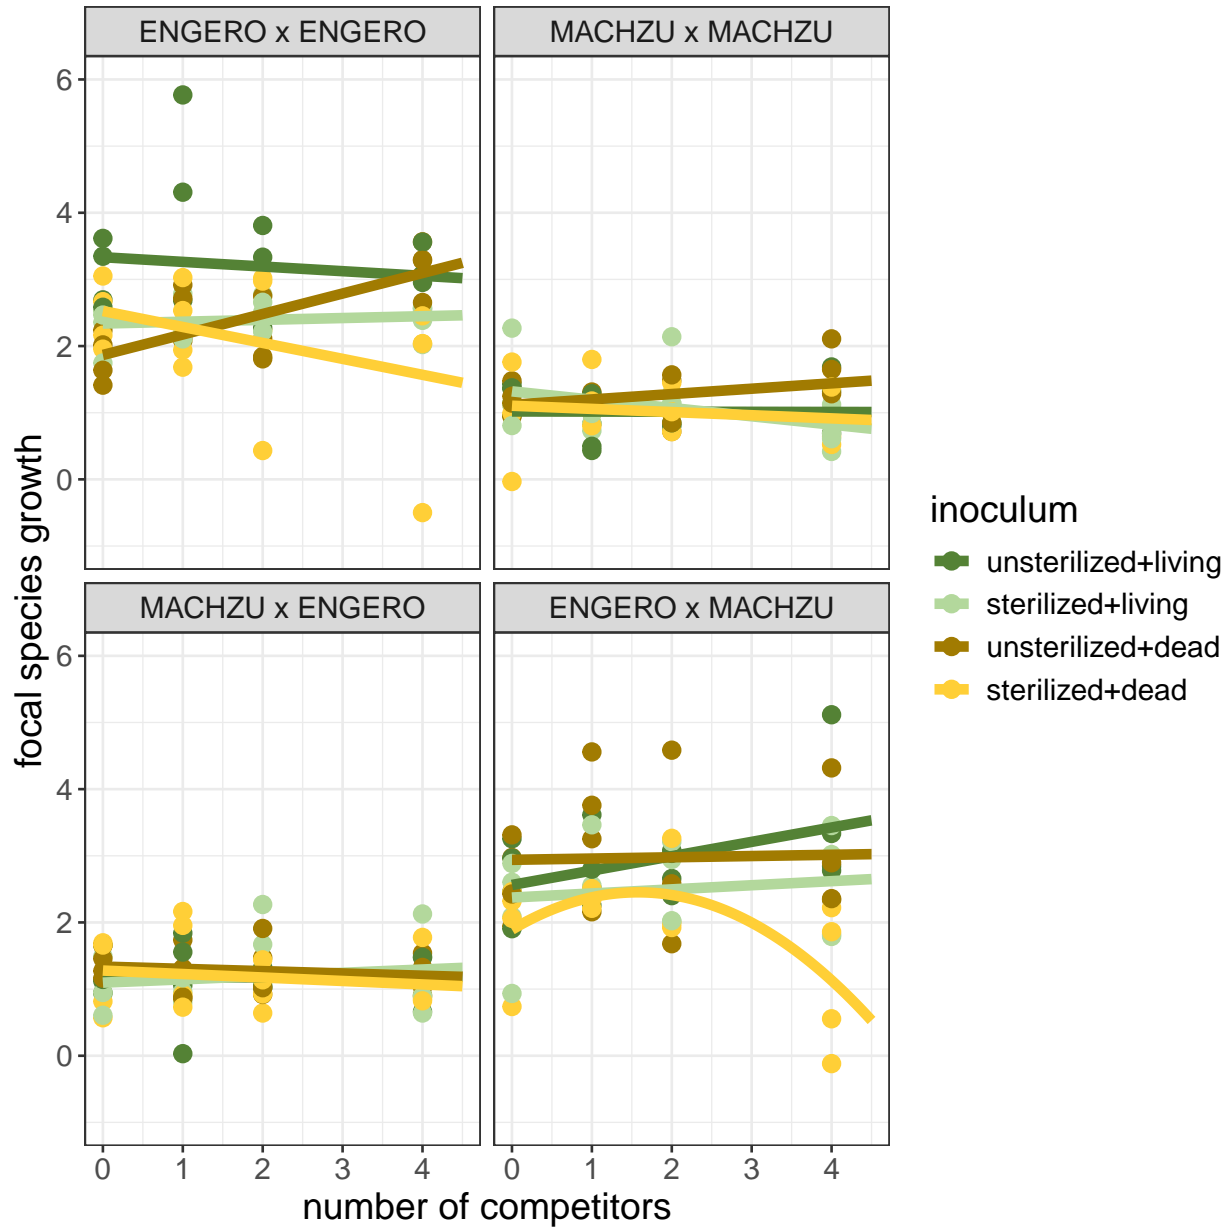 ENGERO x ENGERO
MACHZU x MACHZU
6
4
2
0
MACHZU x ENGERO
ENGERO x MACHZU
6
4
2
0
0 1 2 3 4
0 1 2 3 4
number of competitors
focal species growth
inoculum
unsterilized+living
sterilized+living
unsterilized+dead
sterilized+dead